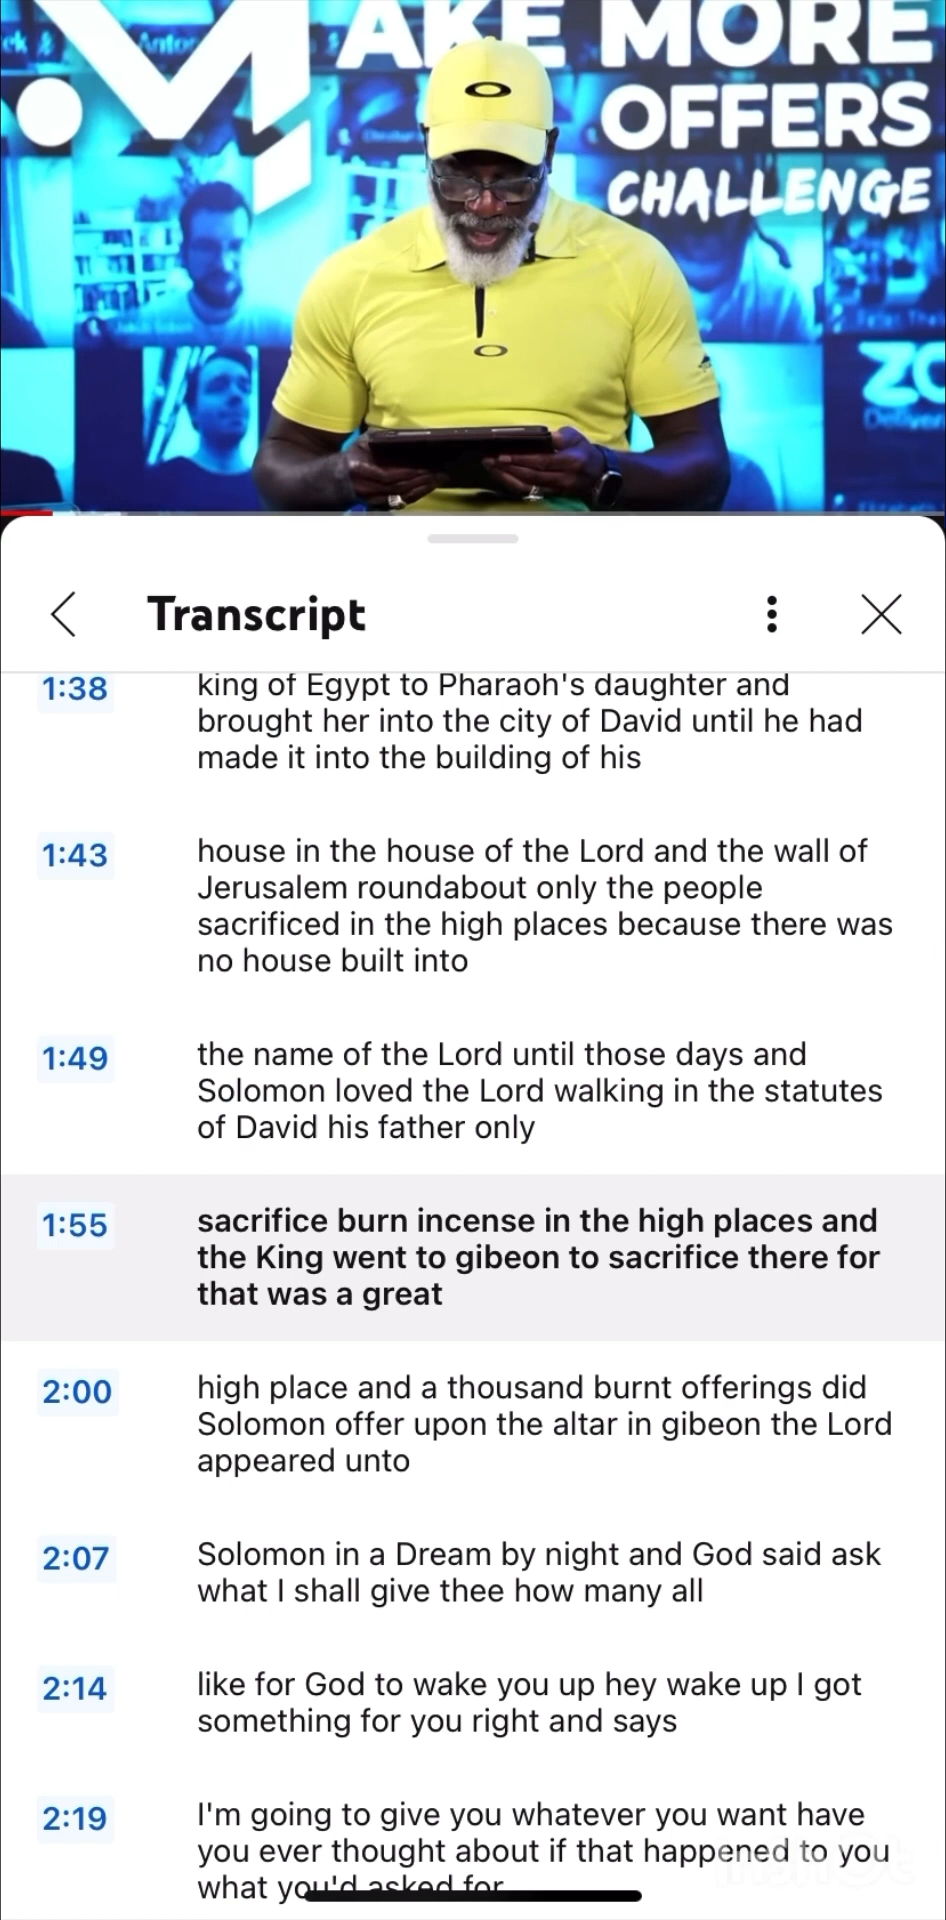 AKE MORE
OFFERS
CHALLENGE
ZO
Transcript
1:38
king of Egypt to Pharaoh's daughter and
brought her into the city of David until he had
made it into the building of his
1:43
house in the house of the Lord and the wall of
Jerusalem roundabout only the people
sacrificed in the high places because there was
no house built into
1:49
the name of the Lord until those days and
Solomon loved the Lord walking in the statutes
of David his father only
1:55
sacrifice burn incense in the high places and
the King went to gibeon to sacrifice there for
that was a great
2:00
high place and a thousand burnt offerings did
Solomon offer upon the altar in gibeon the Lord
appeared unto
2:07
Solomon in a Dream by night and God said ask
what I shall give thee how many all
2:14
like for God to wake you up hey wake up I got
something for you right and says
2:19
I'm going to give you whatever you want have
you ever thought about if that happened to you
what you'd asked for